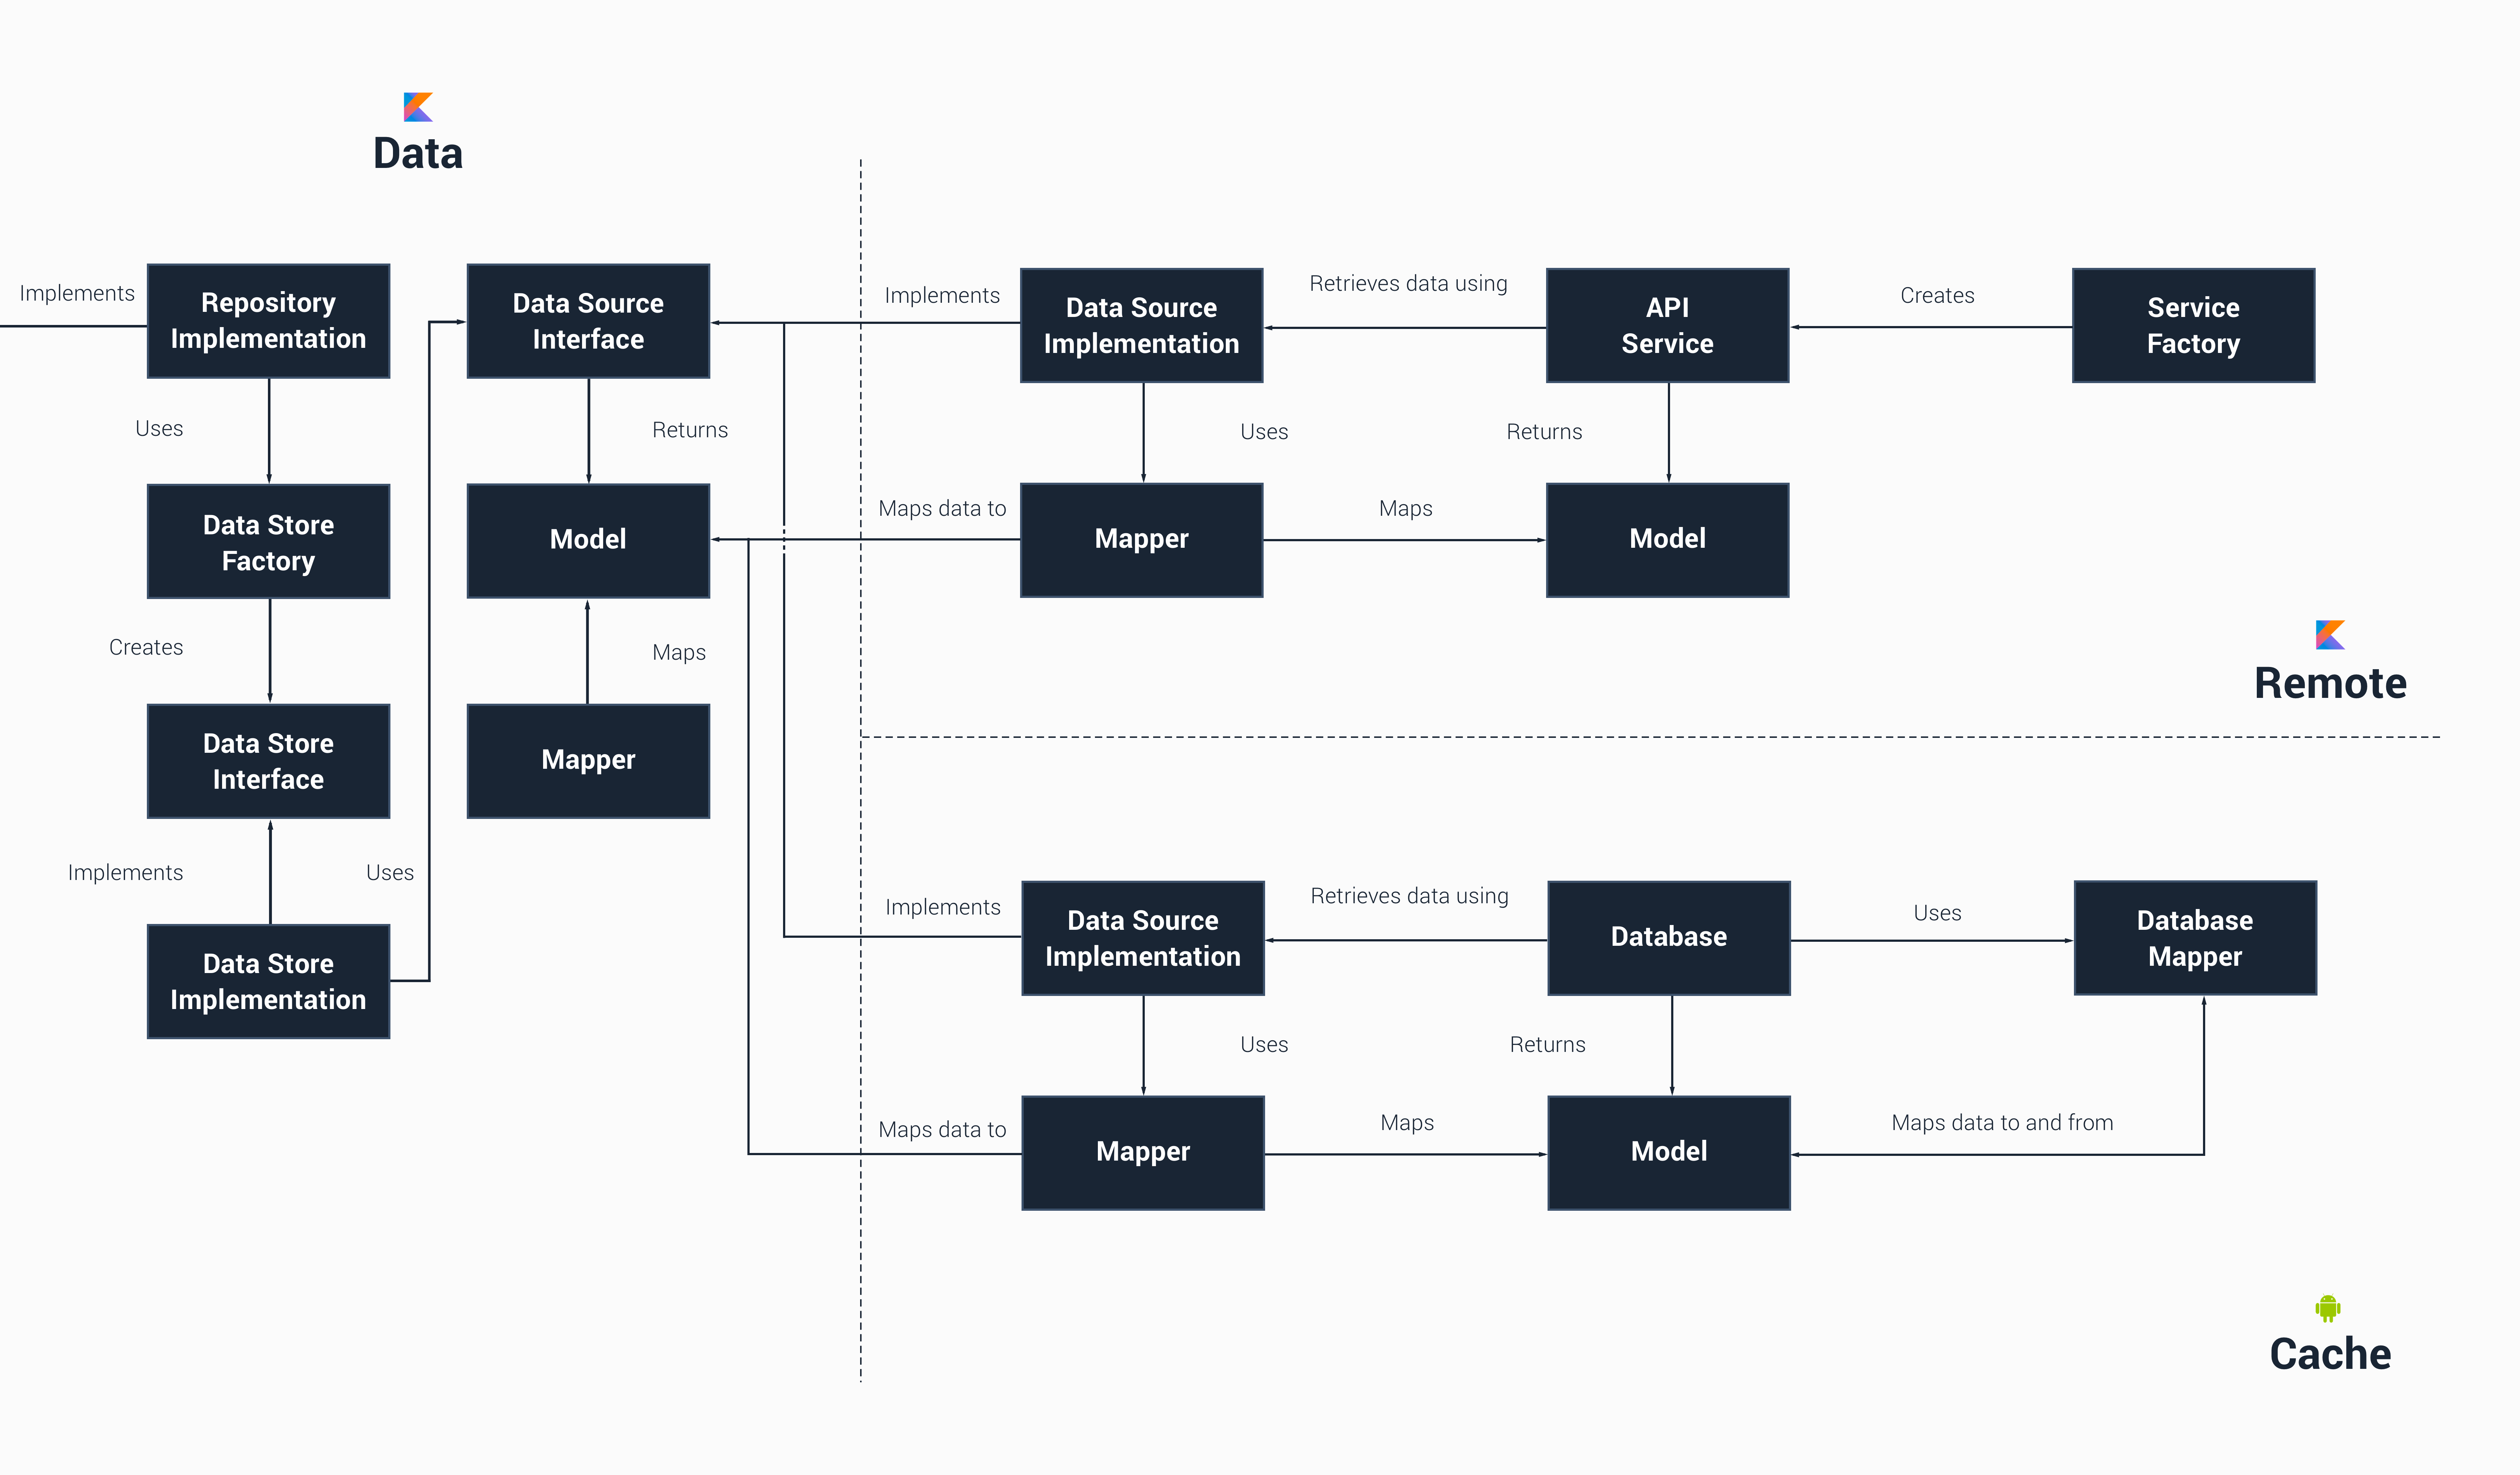 Data
Implements
Repository
Implementation
Data Source
Interface
Uses
Returns
Data Store
Factory
Model
Creates
Maps
Data Store
Interface
Mapper
Implements
Uses
Data Store
Implementation
Implements
Data Source
Implementation
Retrieves data using
API
Service
Creates
Service
Factory
Uses
Returns
Maps data to
Mapper
Maps
Model
Remote
Implements
Data Source
Implementation
Retrieves data using
Database
Uses
Database
Mapper
Uses
Returns
Maps data to
Mapper
Maps
Model
Maps data to and from
Cache